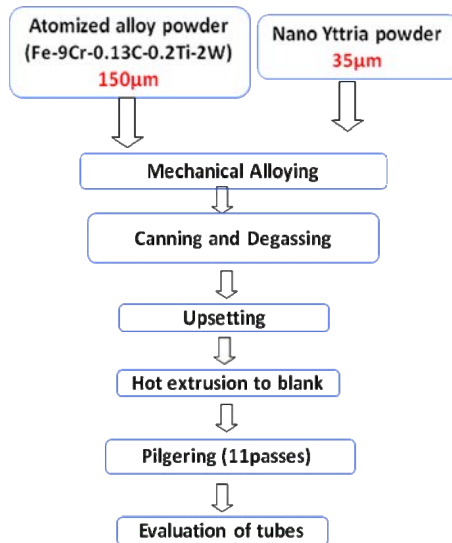 Atomized alloy powder
(Fe-9Cr-0.13C-0.2Ti-2W)
150µm
Nano Yttria powder
35µm
Mechanical Alloying
Canning and Degassing
Upsetting
Hot extrusion to blank
Pilgering (11passes)
Evaluation of tubes